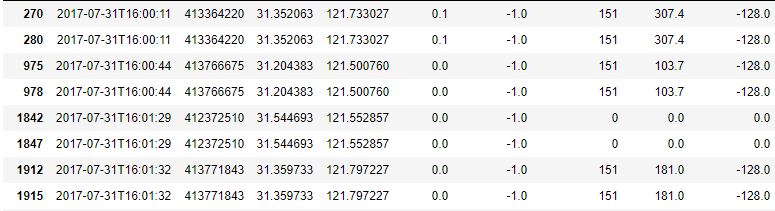 270 2017-07-31T16:00:11 413364220 31.352063 121.733027 0.1 -1.0 151 307.4 -128.0
280 2017-07-31T16:00:11 413364220 31.352063 121.733027 0.1 -1.0 151 307.4 -128.0
975 2017-07-31T16:00:44 413766675 31.204383 121.500760 0.0 -1.0 151 103.7 -128.0
978 2017-07-31T16:00:44 413766675 31.204383 121.500760 0.0 -1.0 151 103.7 -128.0
1842 2017-07-31T16:01:29 412372510 31.544693 121.552857 0.0 -1.0 0 0.0 0.0
1847 2017-07-31T16:01:29 412372510 31.544693 121.552857 0.0 -1.0 0 0.0 0.0
1912 2017-07-31T16:01:32 413771843 31.359733 121.797227 0.0 -1.0 151 181.0 -128.0
1915 2017-07-31T16:01:32 413771843 31.359733 121.797227 0.0 -1.0 151 181.0 -128.0